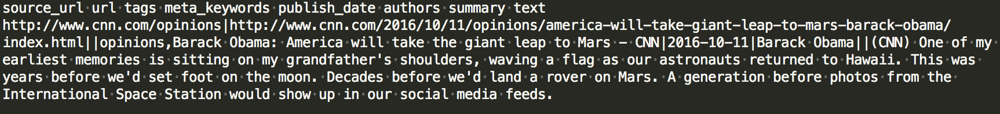 source_url url tags meta_keywords publish_date authors summary text
http://www.cnn.com/opinions|http://www.cnn.com/2016/10/11/opinions/america-will-take-giant-leap-to-mars-barack-obama/
index.html||opinions,Barack Obama: America will take the giant leap to Mars - CNN|2016-10-11|Barack Obama||(CNN) One of my
earliest memories is sitting on my grandfather's shoulders, waving a flag as our astronauts returned to Hawaii. This was
years before we'd set foot on the moon. Decades before we'd land a rover on Mars. A generation before photos from the
International Space Station would show up in our social media feeds.